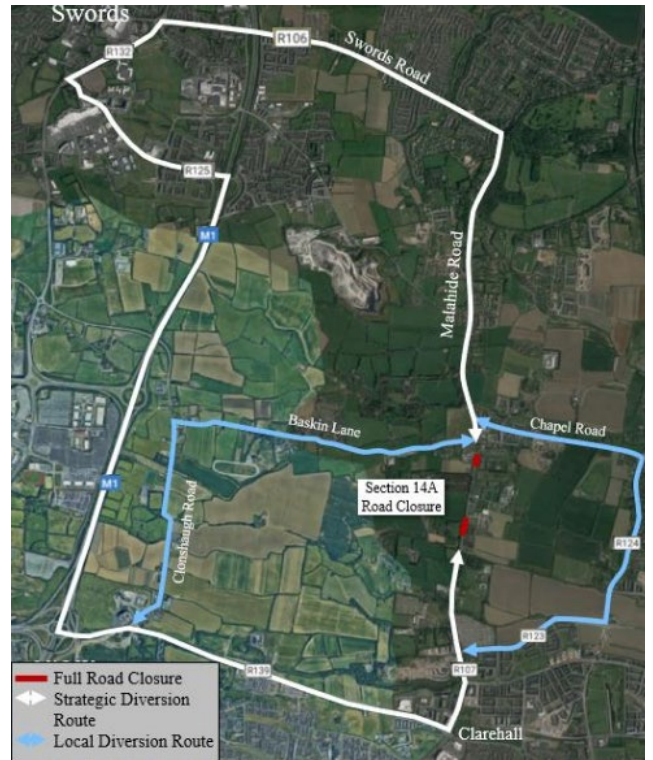 Swords
R132
R106
Swords Road
R125
M1
Malahide Road
Baskin Lane
Chapel Road
M1
Section 14A
Road Closure
Clonshaugh Road
R124
R123
R139
R107
Clarehall
Full Road Closure
Strategic Diversion
Route
Local Diversion Route